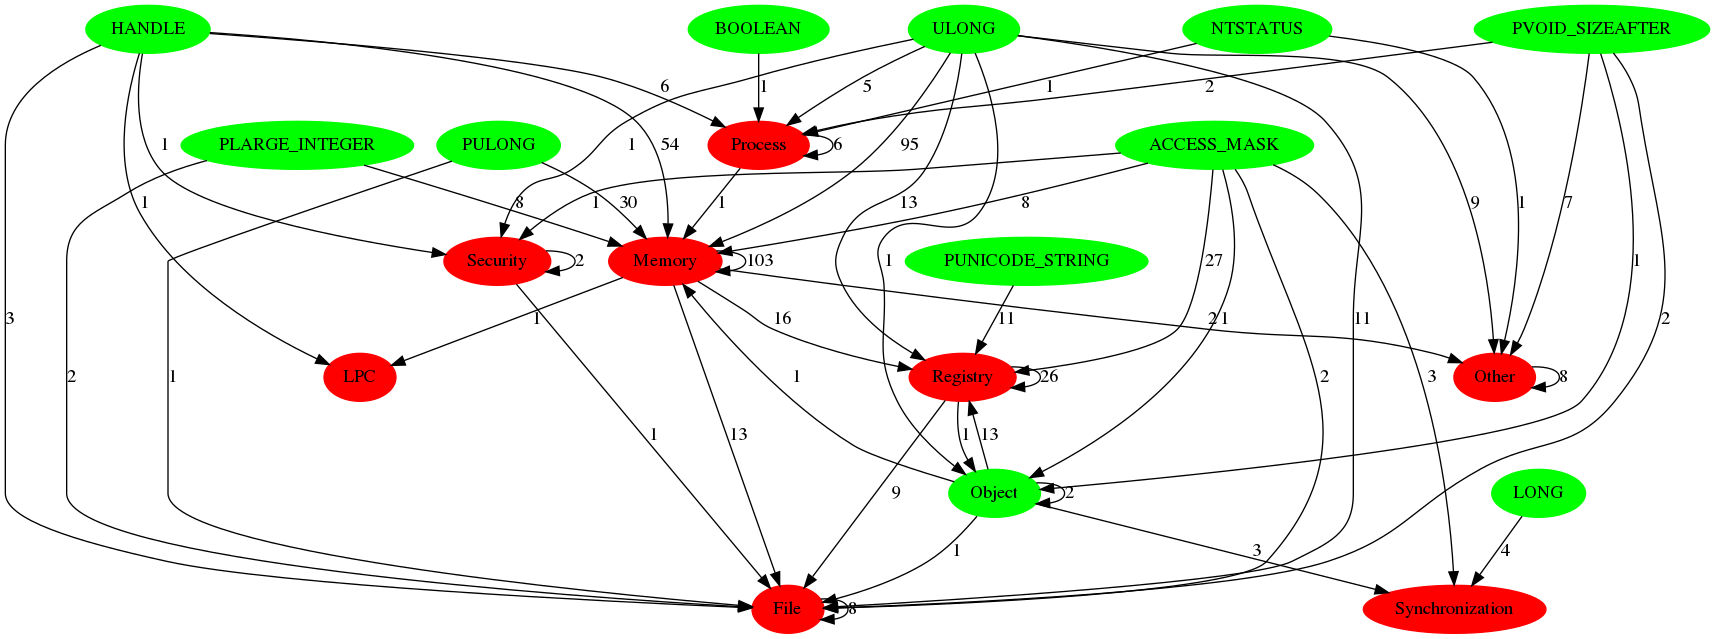 HANDLE
BOOLEAN
ULONG
NTSTATUS
PVOID_SIZEAFTER
6
1
5
1
2
PLARGE_INTEGER
PULONG
1
1
54
Process
6
95
ACCESS_MASK
1
8
30
1
1
13
8
9
1
7
Security
2
Memory
103
1
PUNICODE_STRING
27
1
3
1
16
11
2
1
11
2
3
2
LPC
Registry
26
Other
8
2
1
1
1
13
1
13
9
Object
2
LONG
1
3
4
File
8
Synchronization